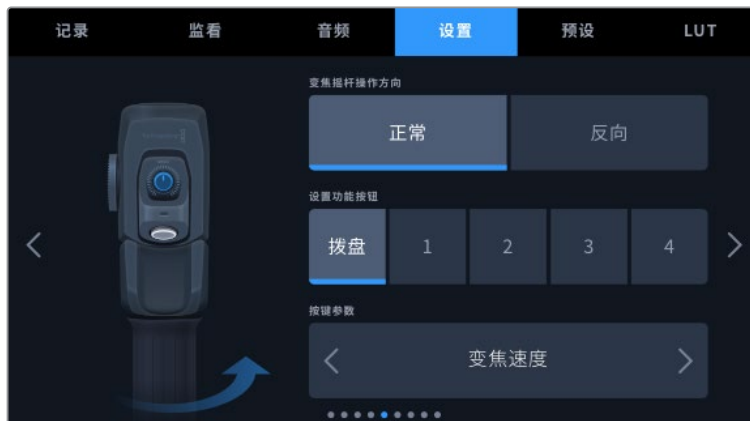 记录 监看 音频 设置 预设 LUT
变焦摇杆操作方向
正常 反向
设置功能按钮
拨盘 1 2 3 4
按键参数
变焦速度